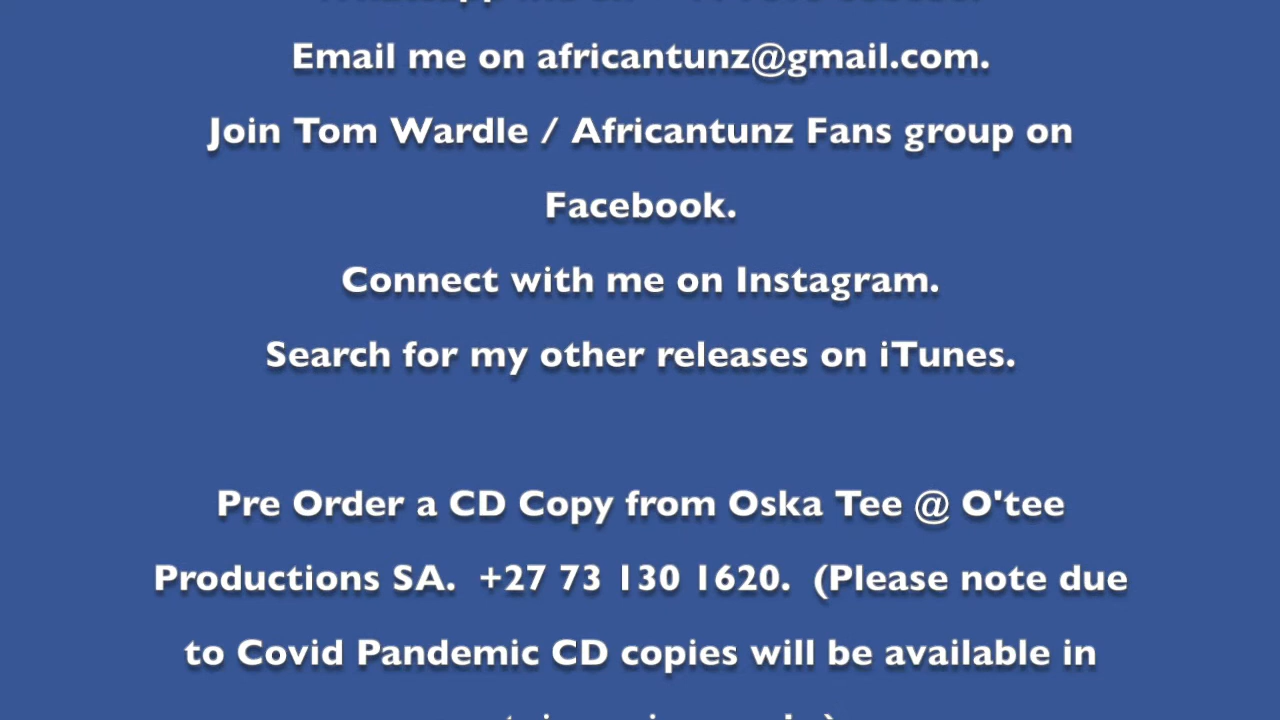 Email me on africantunz@gmail.com.
Join Tom Wardle / Africantunz Fans group on
Facebook.
Connect with me on Instagram.
Search for my other releases on iTunes.
Pre Order a CD Copy from Oska Tee @ O'tee
Productions SA.  +27 73 130 1620.  (Please note due
to Covid Pandemic CD copies will be available in